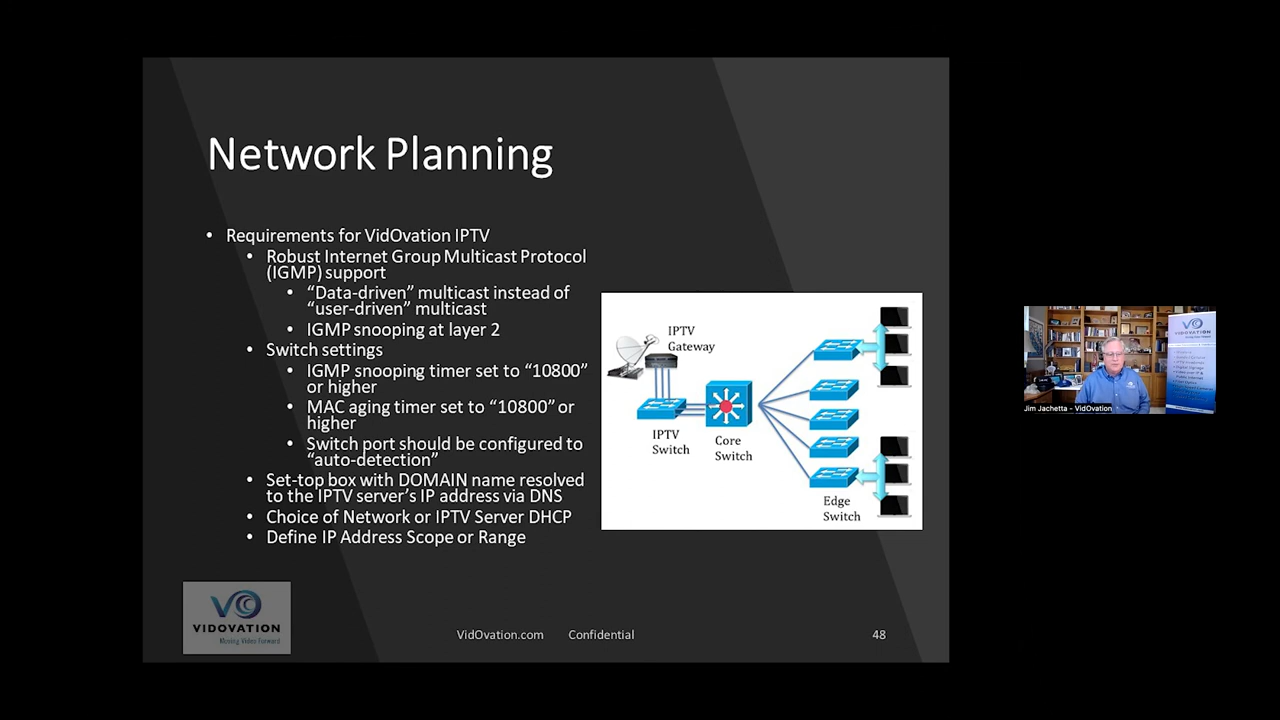 Network Planning
• Requirements for VidOvation IPTV
• Robust Internet Group Multicast Protocol
(IGMP) support
• “Data-driven” multicast instead of
“user-driven” multicast
• IGMP snooping at layer 2
• Switch settings
• IGMP snooping timer set to “10800”
or higher
• MAC aging timer set to “10800” or
higher
• Switch port should be configured to
“auto-detection”
• Set-top box with DOMAIN name resolved
to the IPTV server’s IP address via DNS
• Choice of Network or IPTV Server DHCP
• Define IP Address Scope or Range
IPTV
Gateway
IPTV
Switch
Core
Switch
Edge
Switch
VIDOVATION
Moving Video Forward
VidOvation.com Confidential
48
VIDOVATION
Jim Jachetta - VidOvation